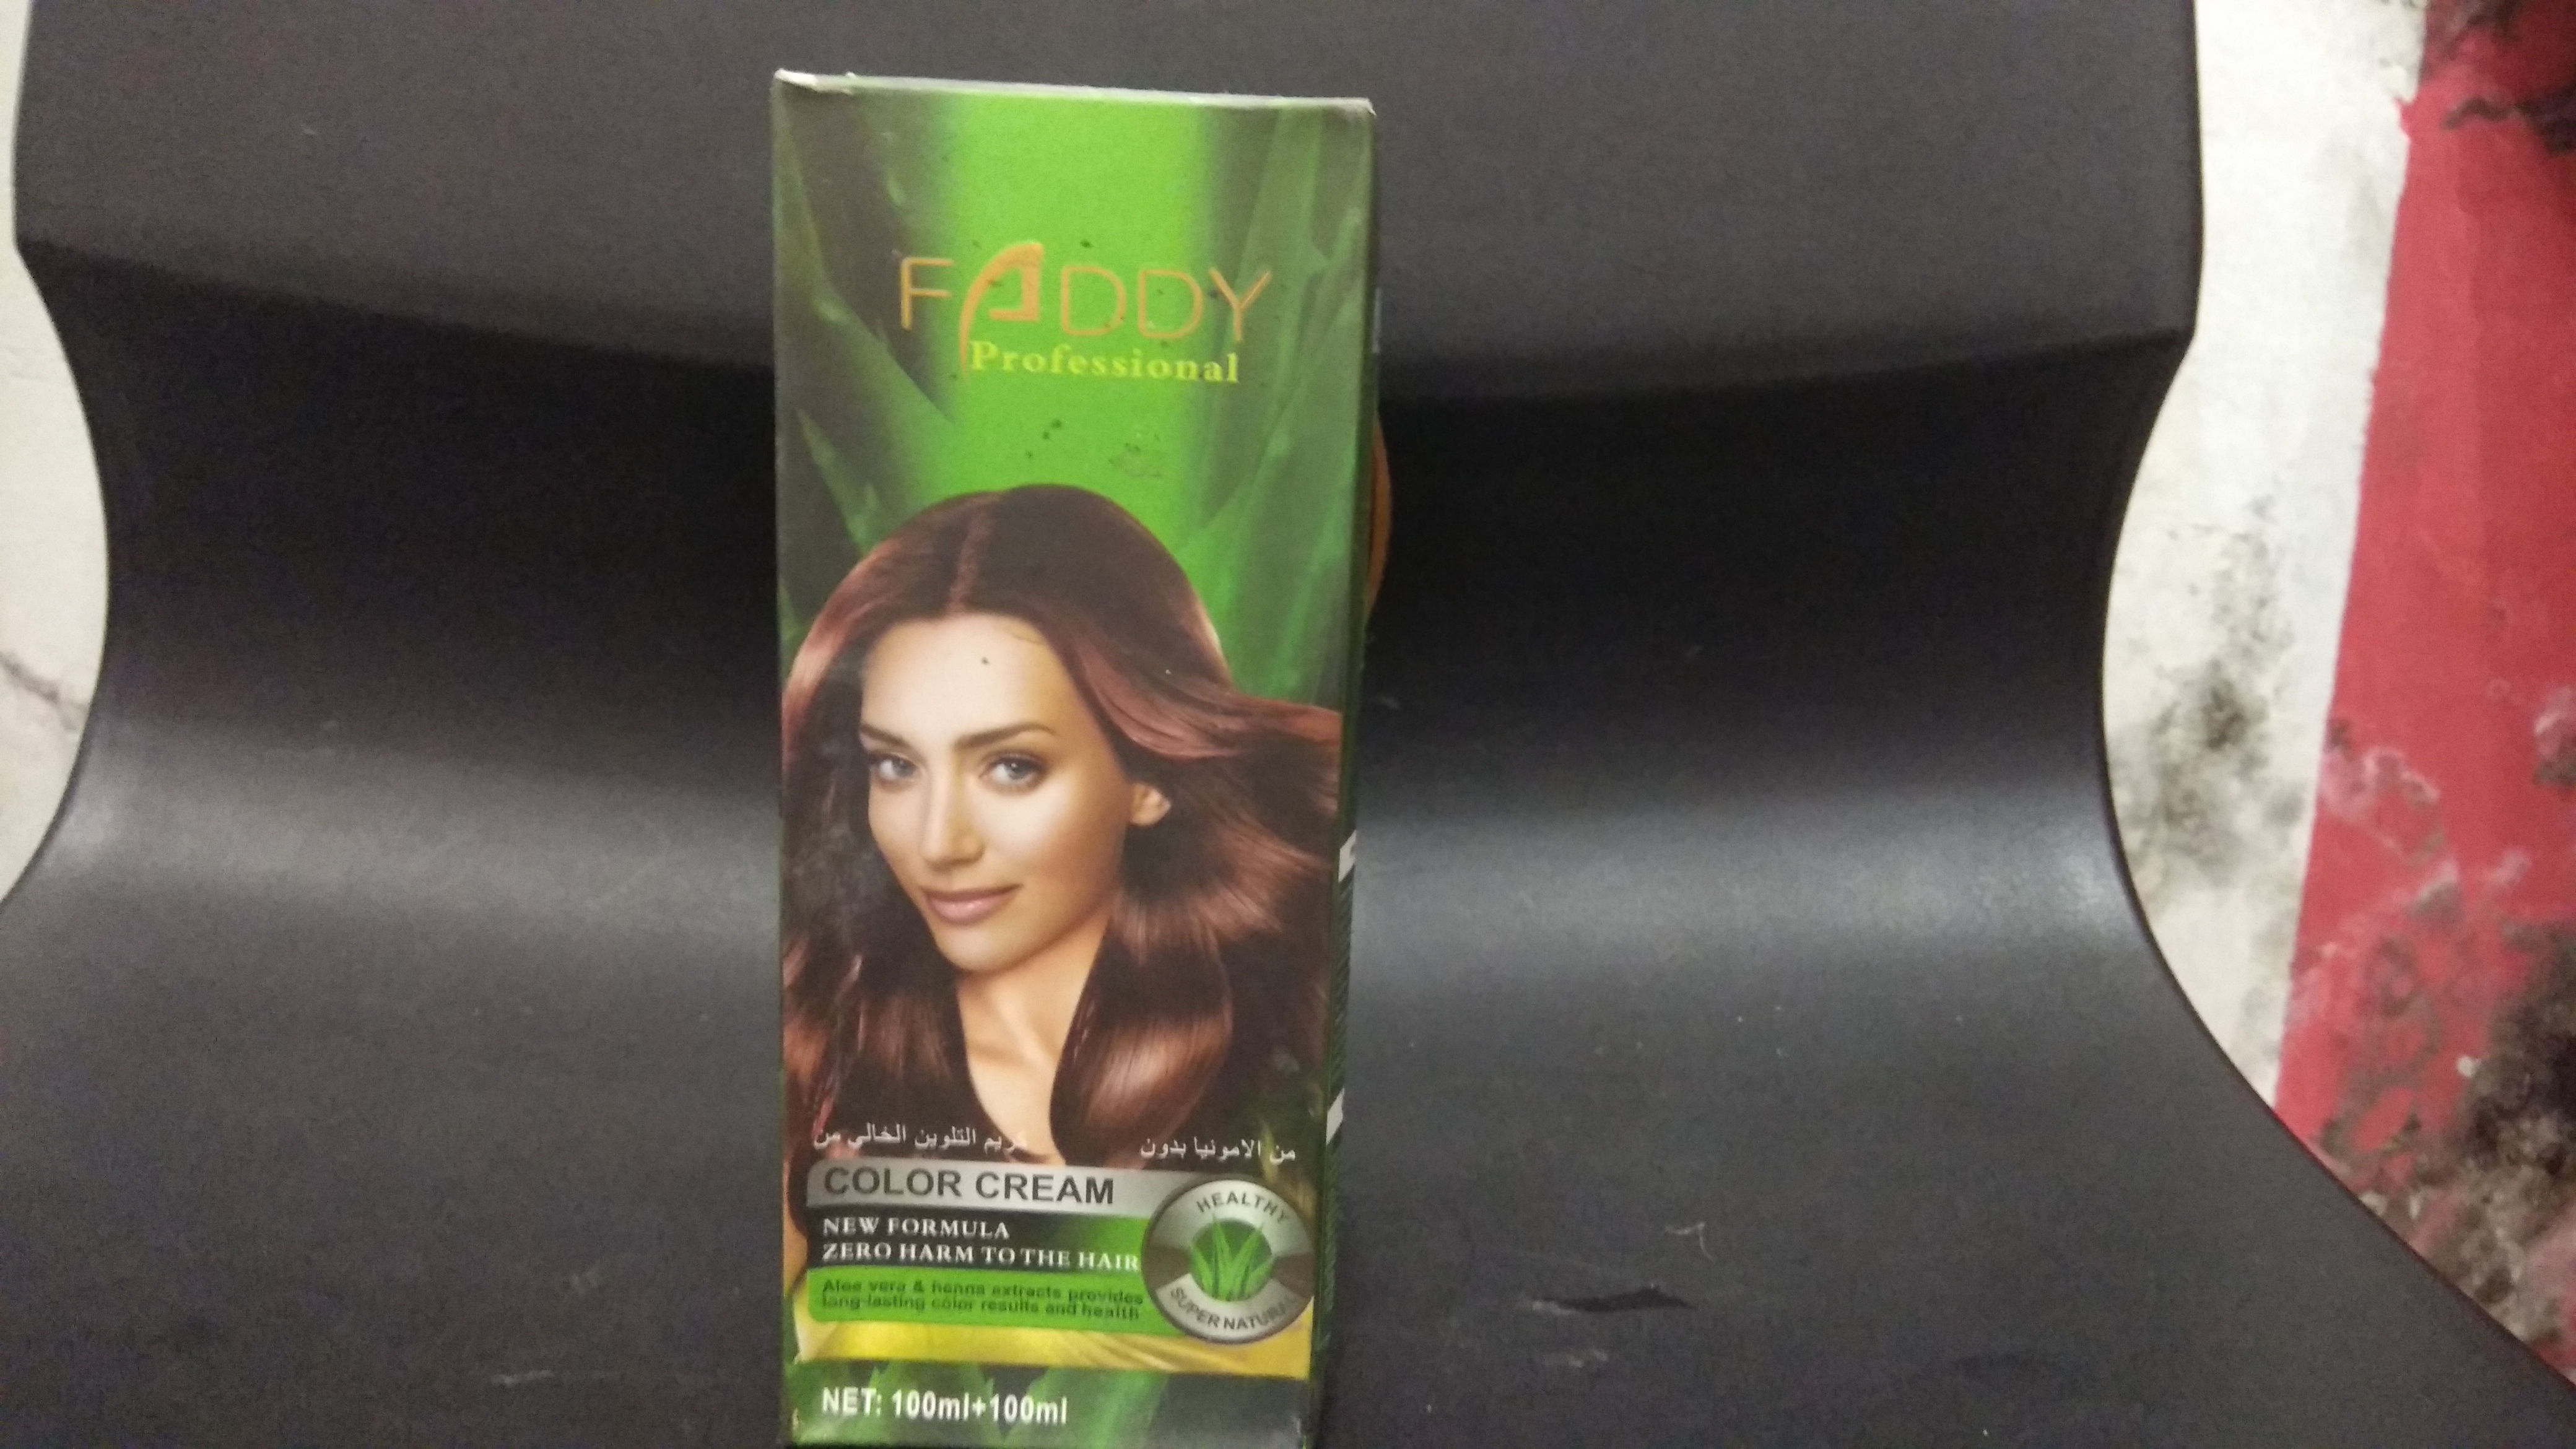 FADDY
Professional
كريم التلوين الخالى من
من الامونيا بدون
COLOR CREAM
NEW FORMULA
ZERO HARM TO THE HAIR
Aloe vera & henna extracts provides
long-lasting color results and health
HEALTHY
SUPER NATURAL
NET: 100ml+100ml